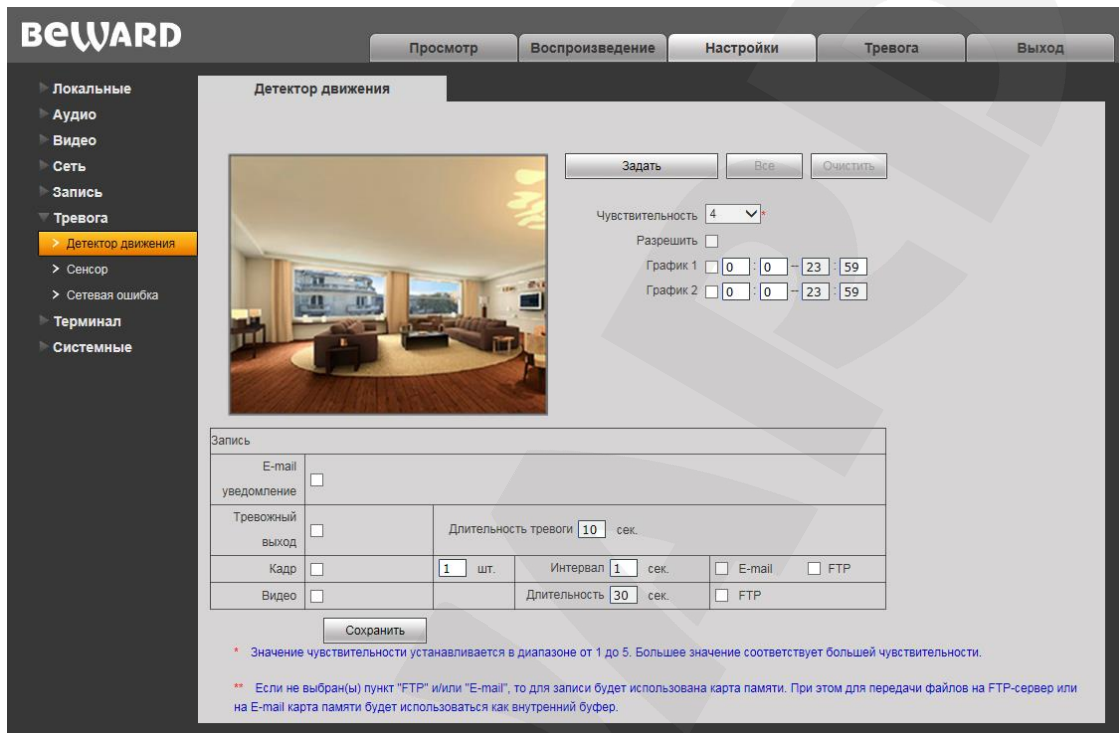 BEWARD
Просмотр Воспроизведение Настройки Тревога Выход
Локальные
Аудио
Видео
Сеть
Запись
Тревога
> Детектор движения
> Сенсор
> Сетевая ошибка
Терминал
Системные
Детектор движения
Задать Все Очистить
Чувствительность 4 *
Разрешить
График 1 0 : 0 – 23 : 59
График 2 0 : 0 – 23 : 59
Запись
E-mail
уведомление
Тревожный
выход
Длительность тревоги 10 сек.
Кадр 1 шт. Интервал 1 сек. E-mail FTP
Видео Длительность 30 сек. FTP
Сохранить
* Значение чувствительности устанавливается в диапазоне от 1 до 5. Большее значение соответствует большей чувствительности.
** Если не выбран(ы) пункт "FTP" и/или "E-mail", то для записи будет использована карта памяти. При этом для передачи файлов на FTP-сервер или
на E-mail карта памяти будет использоваться как внутренний буфер.